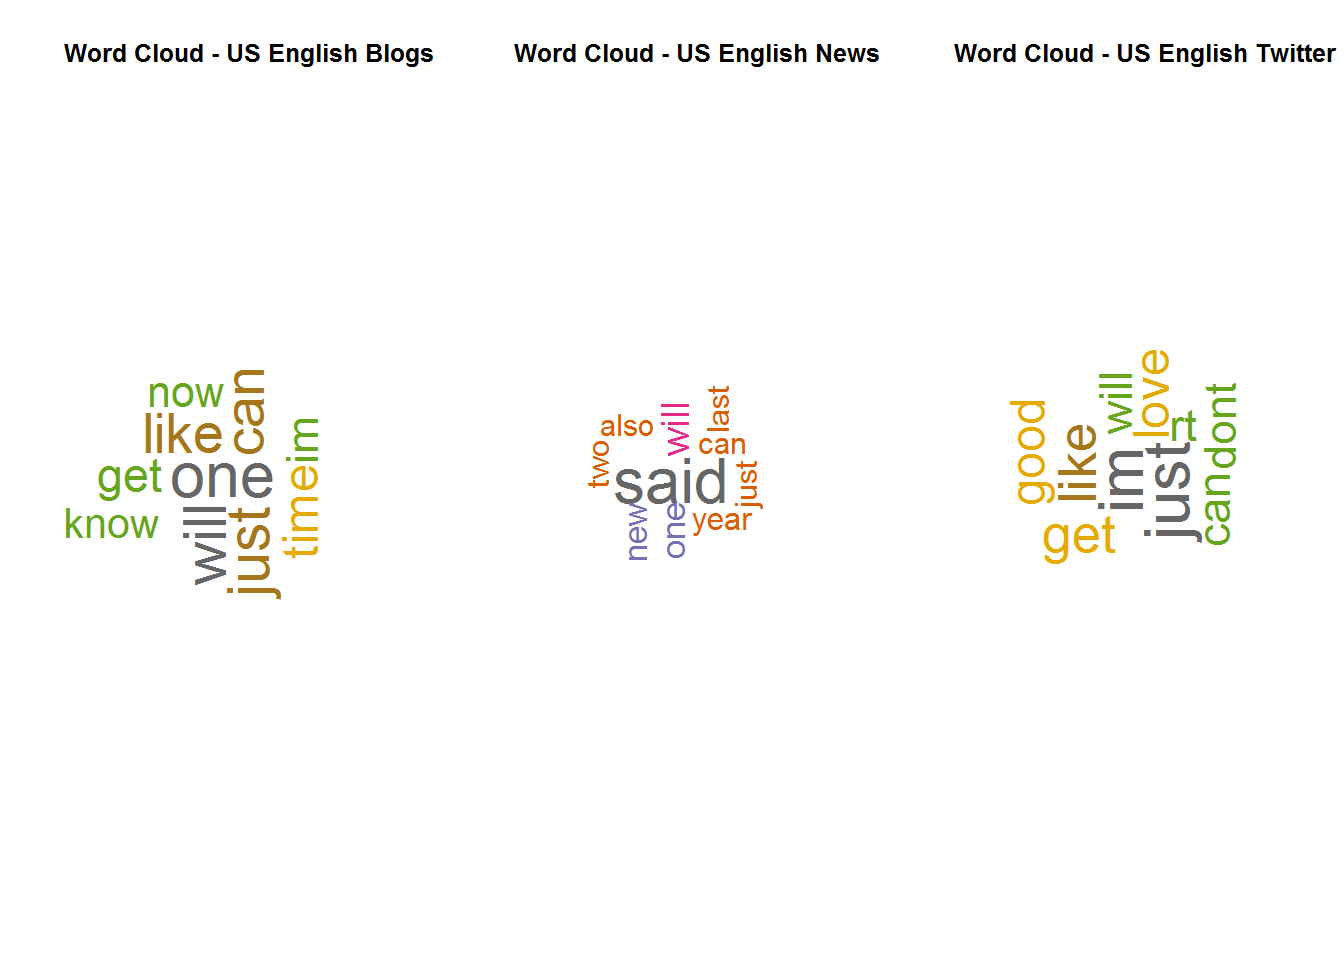 Word Cloud - US English Blogs
now
can
like
im
get
one
time
know
will
just
Word Cloud - US English News
last
will
also
can
two
said
just
new
one
year
Word Cloud - US English Twitter
love
will
good
rt
dont
like
im
just
can
get